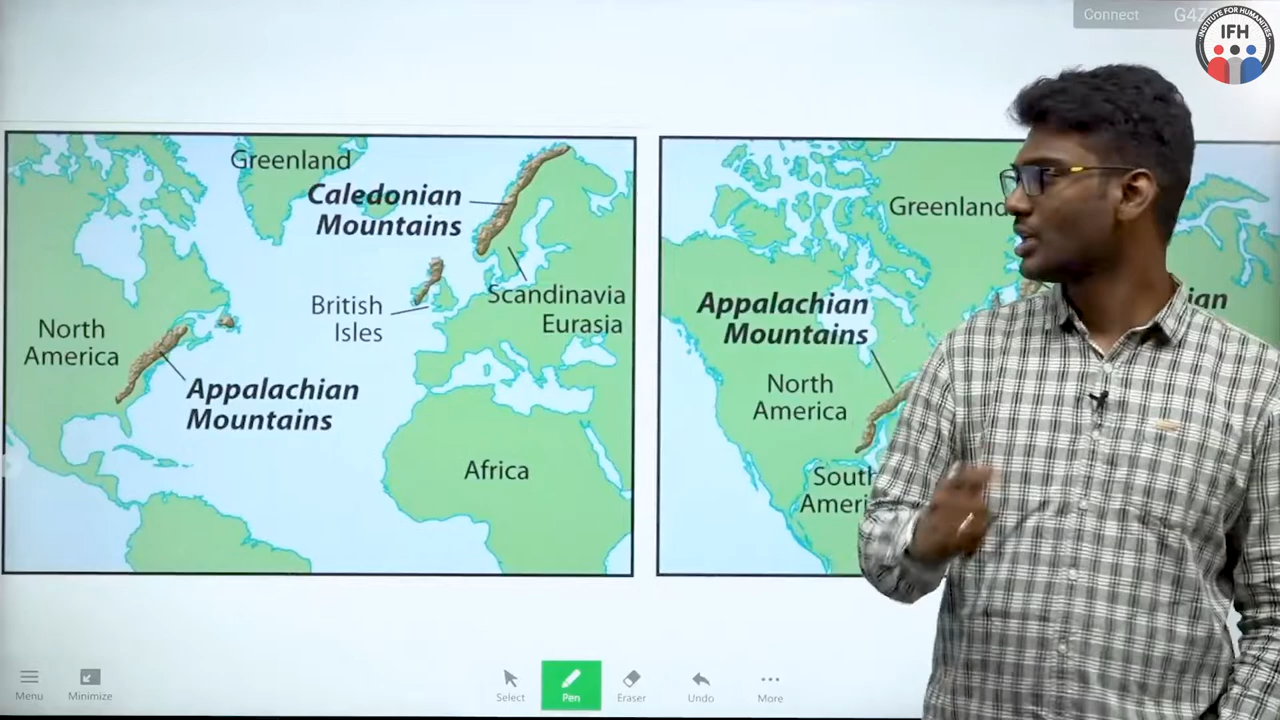 Connect
INSTITUTE FOR HUMANITIES
IFH
Greenland
Caledonian
Mountains
British
Isles
Scandinavia
Eurasia
North
America
Appalachian
Mountains
Africa
Greenland
Appalachian
Mountains
North
America
South
Menu
Minimize
Select
Pen
Eraser
Undo
More